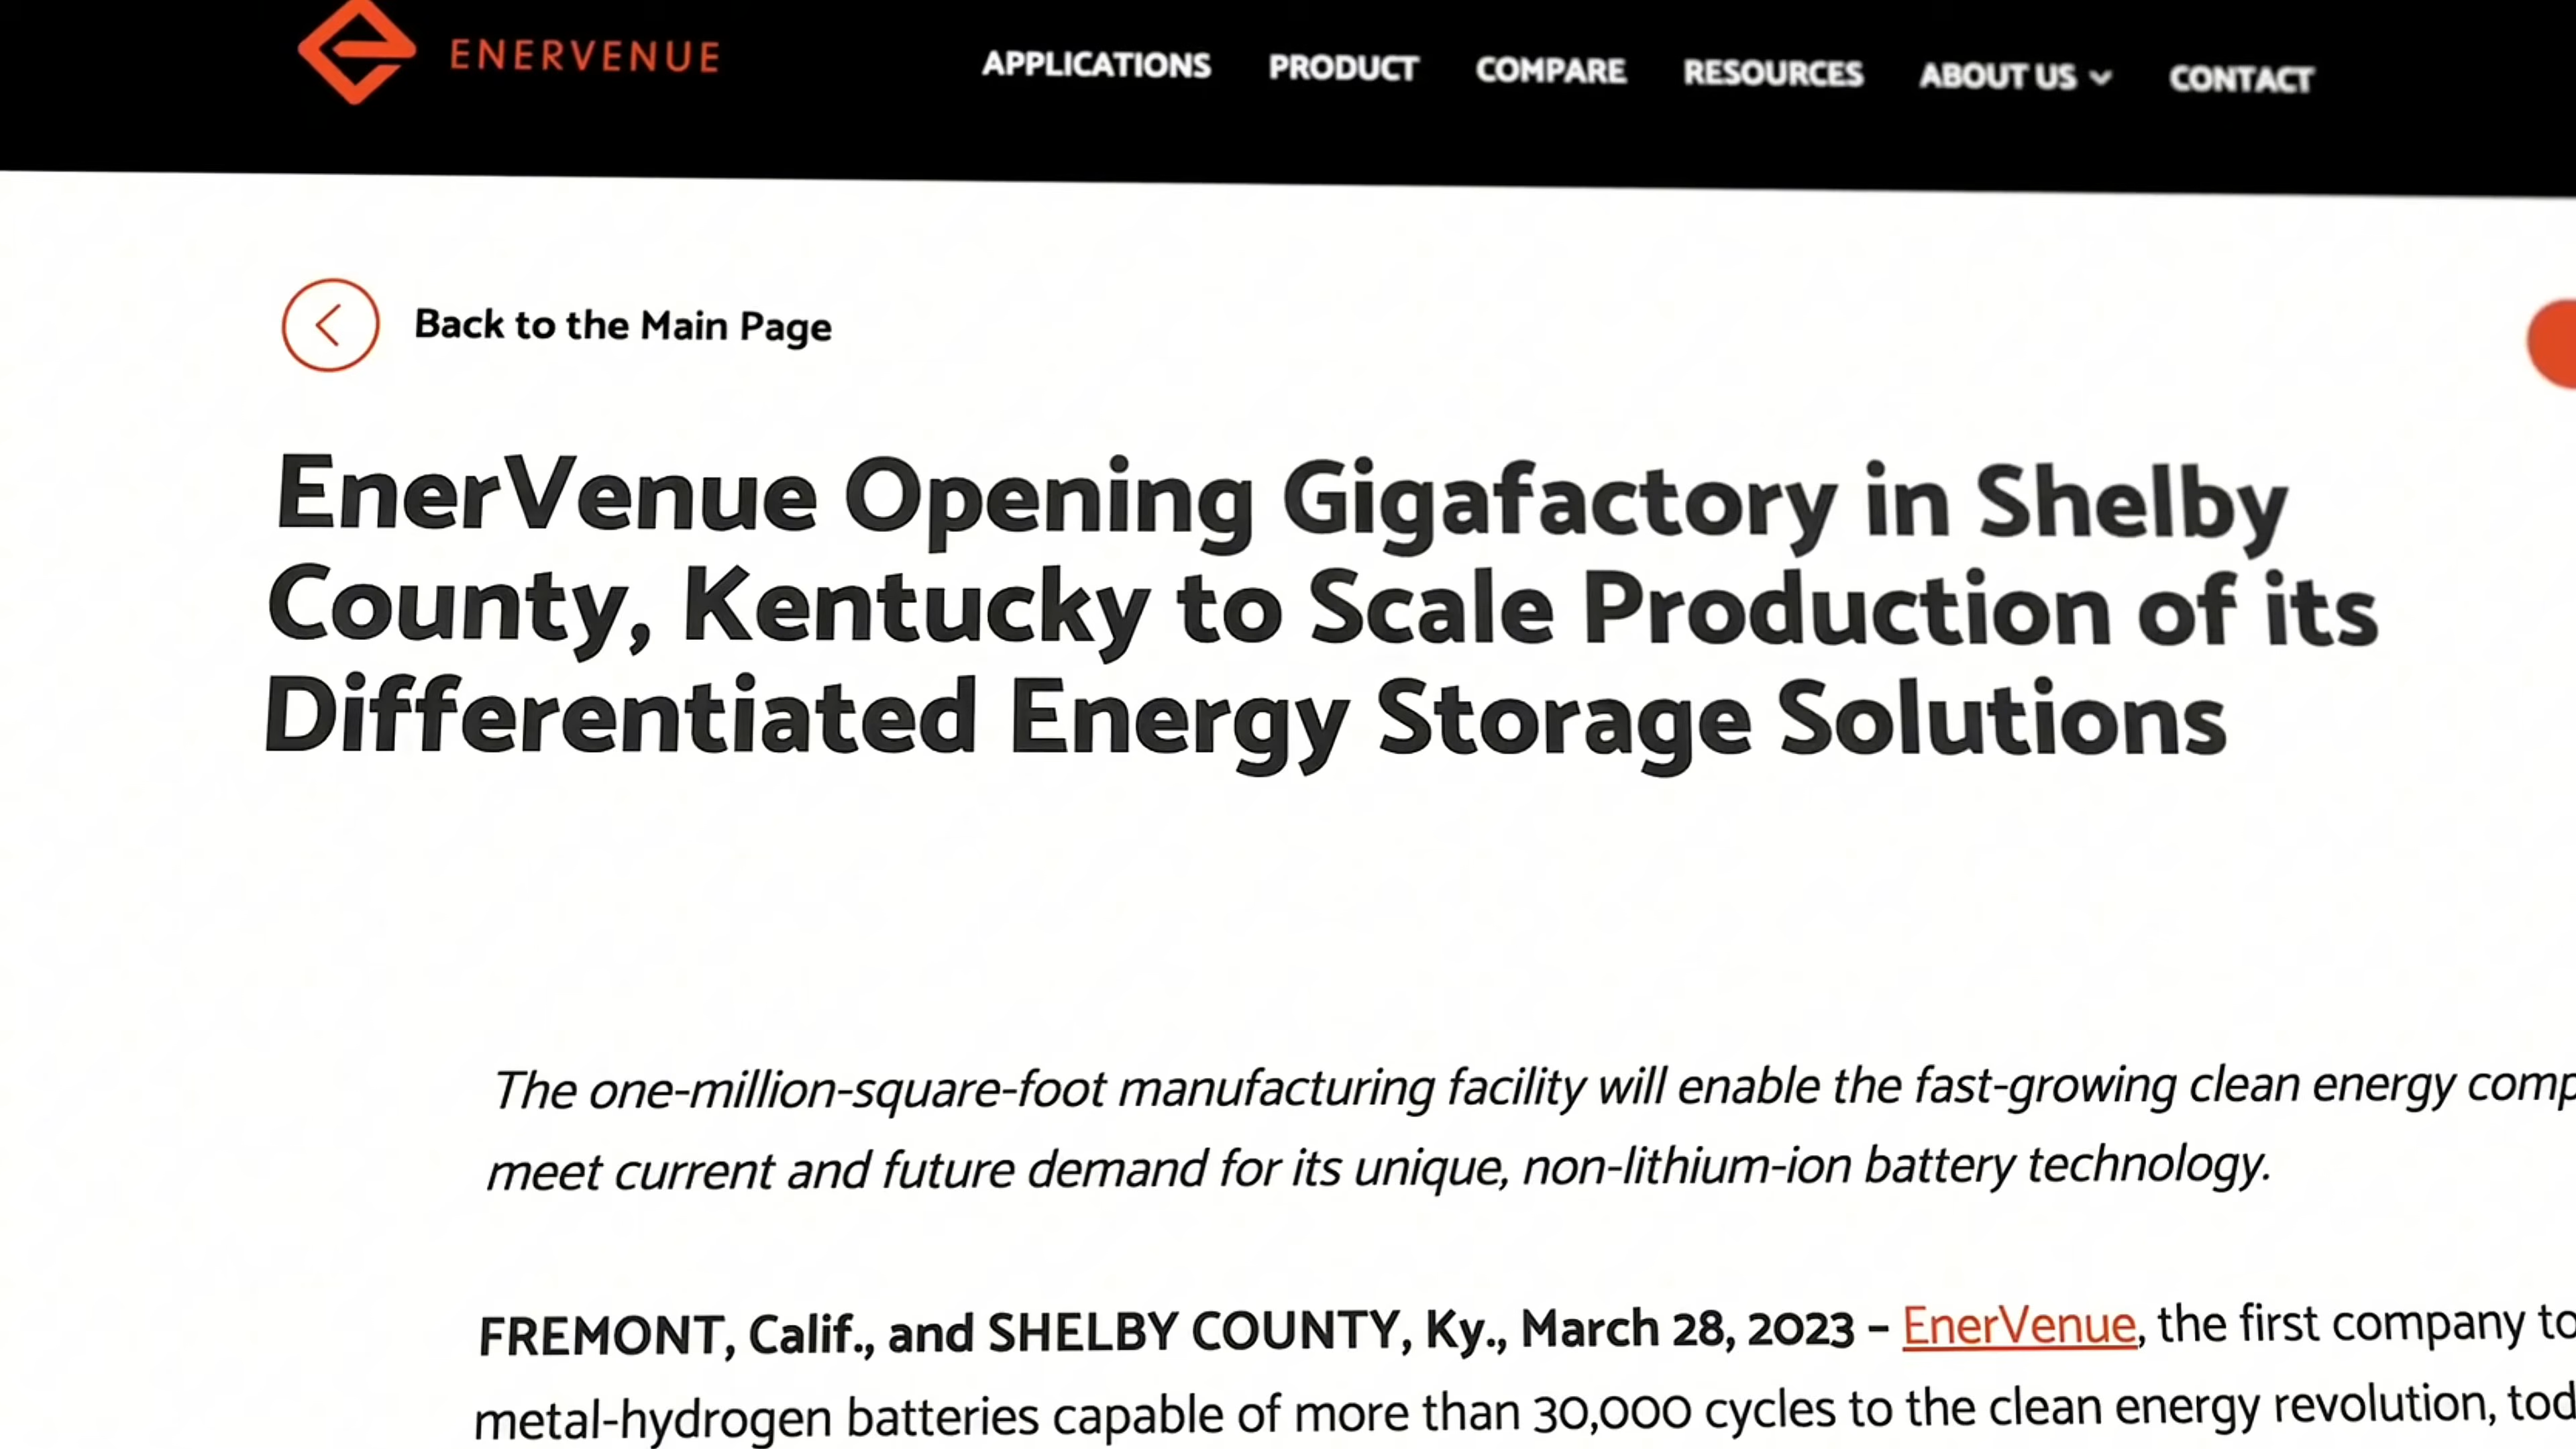 ENERVENUE
APPLICATIONS PRODUCT COMPARE RESOURCES ABOUT US CONTACT
Back to the Main Page
EnerVenue Opening Gigafactory in Shelby
County, Kentucky to Scale Production of its
Differentiated Energy Storage Solutions
The one-million-square-foot manufacturing facility will enable the fast-growing clean energy comp
meet current and future demand for its unique, non-lithium-ion battery technology.
FREMONT, Calif., and SHELBY COUNTY, Ky., March 28, 2023 – EnerVenue, the first company to
metal-hydrogen batteries capable of more than 30,000 cycles to the clean energy revolution, tod